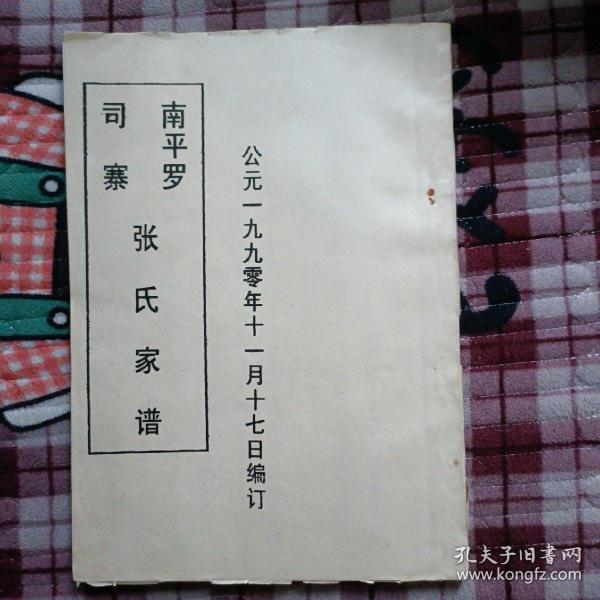 公元一九九零年十一月十七日编订
南平罗
司寨
张氏家谱
孔夫子旧书网
www.kongfz.com